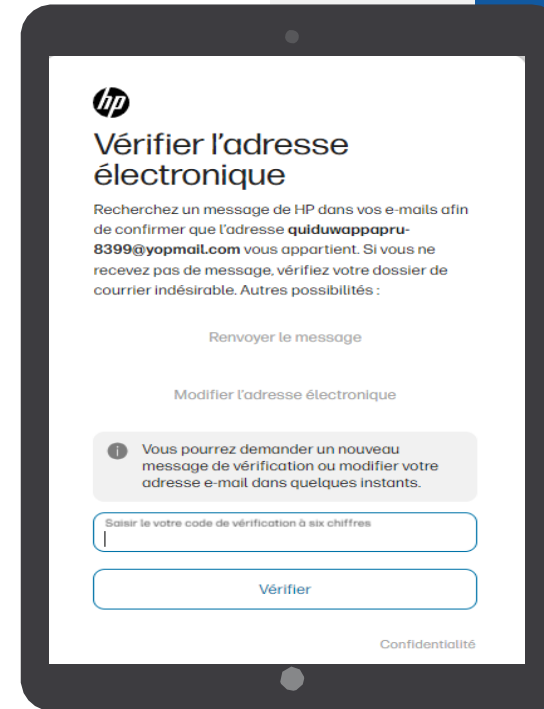 hp
Vérifier l'adresse
électronique
Recherchez un message de HP dans vos e-mails afin
de confirmer que l'adresse quiduwappapru-
8399@yopmail.com vous appartient. Si vous ne
recevez pas de message, vérifiez votre dossier de
courrier indésirable. Autres possibilités :
Renvoyer le message
Modifier l'adresse électronique
Vous pourrez demander un nouveau
message de vérification ou modifier votre
adresse e-mail dans quelques instants.
Saisir le votre code de vérification à six chiffres
Vérifier
Confidentialité